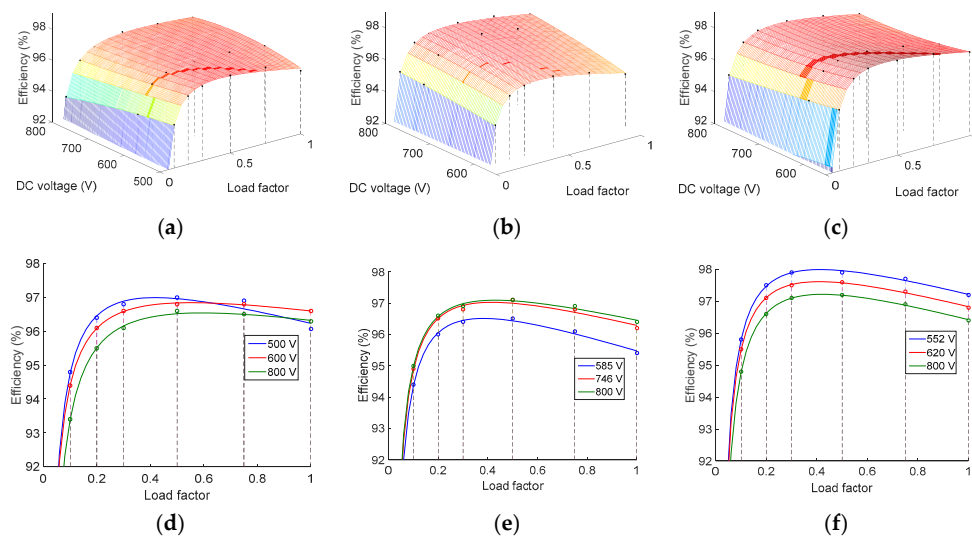 98
96
94
92
Efficiency (%)
800
700
600
500
DC voltage (V)
0
0.5
1
Load factor
(a)
98
96
94
92
Efficiency (%)
800
700
600
DC voltage (V)
0
0.5
1
Load factor
(b)
98
96
94
92
Efficiency (%)
800
700
600
DC voltage (V)
0
0.5
1
Load factor
(c)
98
97
96
95
94
93
92
Efficiency (%)
500 V
600 V
800 V
0 0.2 0.4 0.6 0.8 1
Load factor
(d)
98
97
96
95
94
93
92
Efficiency (%)
585 V
746 V
800 V
0 0.2 0.4 0.6 0.8 1
Load factor
(e)
98
97
96
95
94
93
92
Efficiency (%)
552 V
620 V
800 V
0 0.2 0.4 0.6 0.8 1
Load factor
(f)